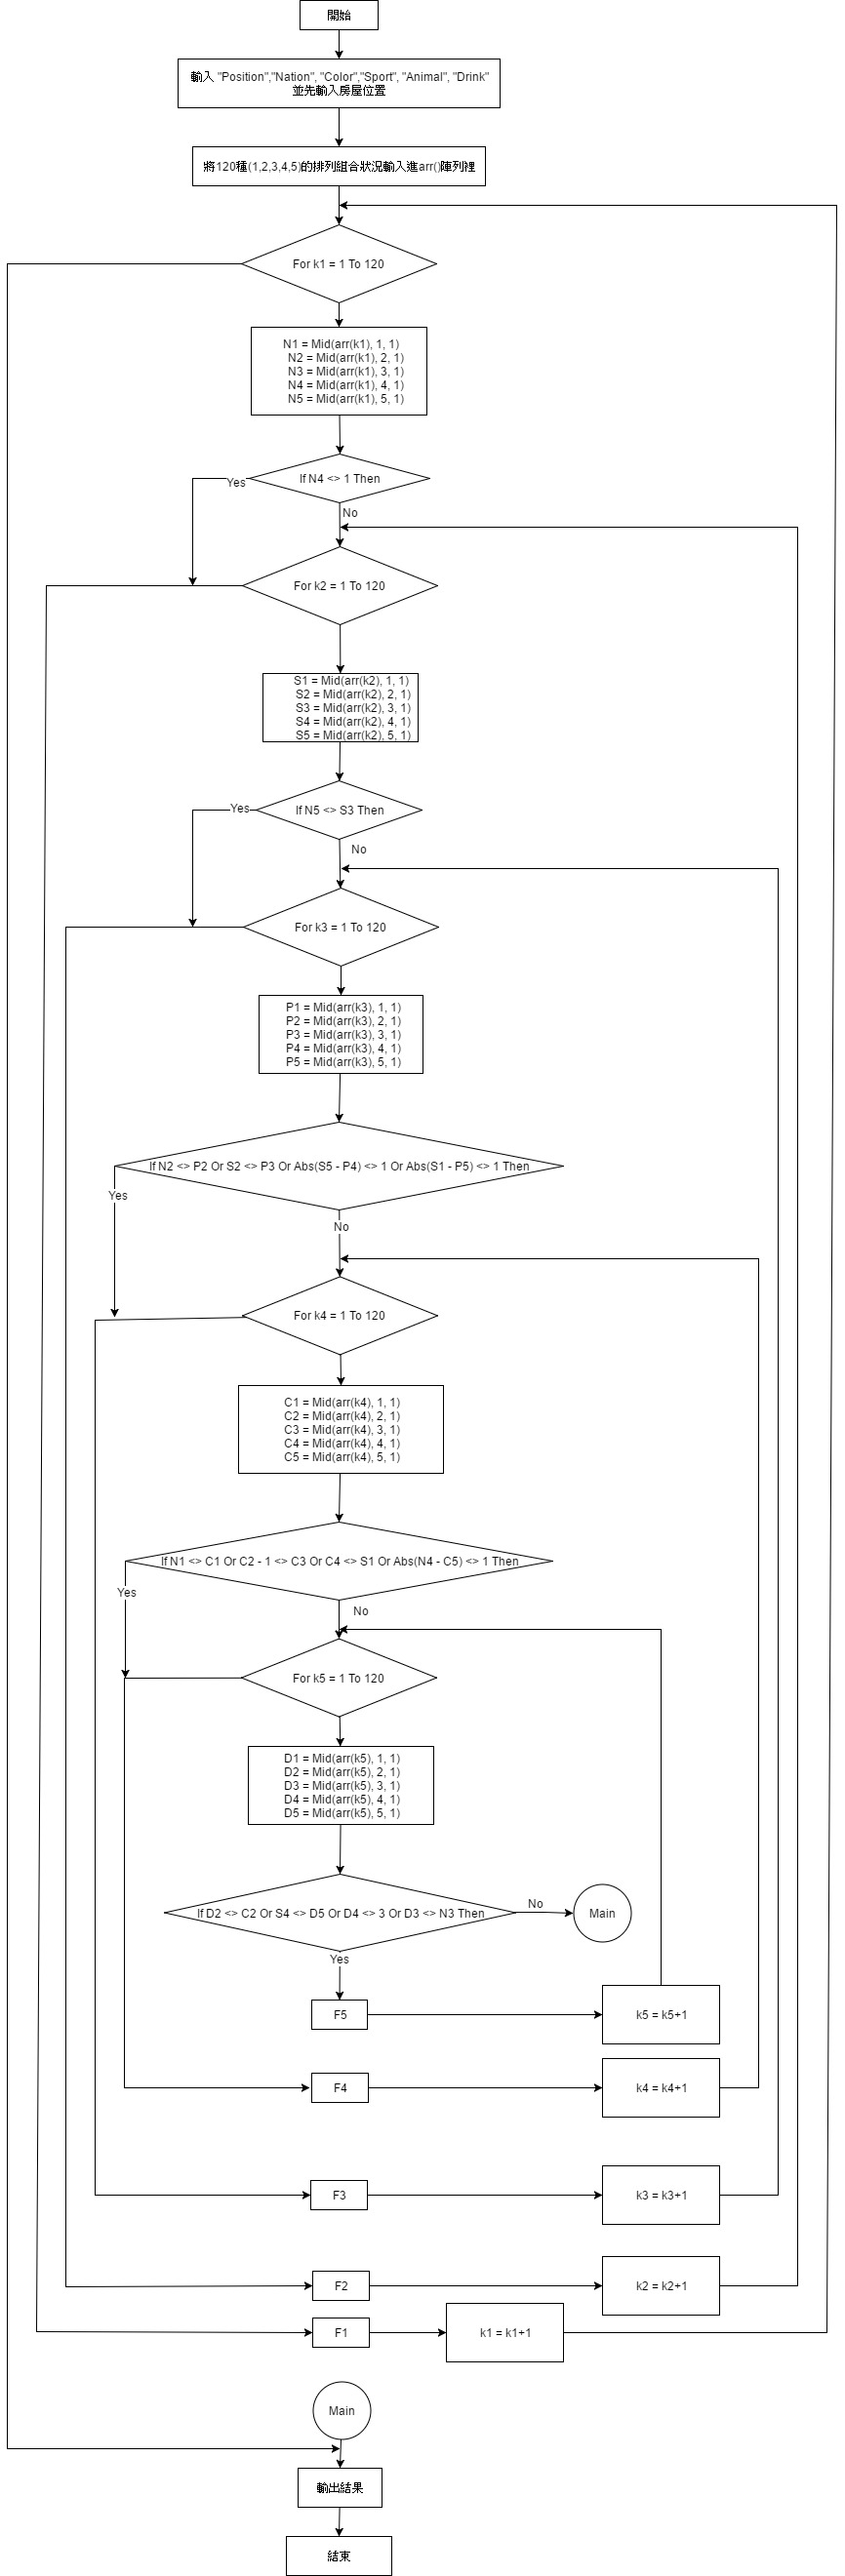 開始
輸入 "Position","Nation", "Color","Sport", "Animal", "Drink"
並先輸入房屋位置
將120種(1,2,3,4,5)的排列組合狀況輸入進arr()陣列裡
For k1 = 1 To 120
N1 = Mid(arr(k1), 1, 1)
N2 = Mid(arr(k1), 2, 1)
N3 = Mid(arr(k1), 3, 1)
N4 = Mid(arr(k1), 4, 1)
N5 = Mid(arr(k1), 5, 1)
If N4 <> 1 Then
Yes
No
For k2 = 1 To 120
S1 = Mid(arr(k2), 1, 1)
S2 = Mid(arr(k2), 2, 1)
S3 = Mid(arr(k2), 3, 1)
S4 = Mid(arr(k2), 4, 1)
S5 = Mid(arr(k2), 5, 1)
If N5 <> S3 Then
Yes
No
For k3 = 1 To 120
P1 = Mid(arr(k3), 1, 1)
P2 = Mid(arr(k3), 2, 1)
P3 = Mid(arr(k3), 3, 1)
P4 = Mid(arr(k3), 4, 1)
P5 = Mid(arr(k3), 5, 1)
If N2 <> P2 Or S2 <> P3 Or Abs(S5 - P4) <> 1 Or Abs(S1 - P5) <> 1 Then
Yes
No
For k4 = 1 To 120
C1 = Mid(arr(k4), 1, 1)
C2 = Mid(arr(k4), 2, 1)
C3 = Mid(arr(k4), 3, 1)
C4 = Mid(arr(k4), 4, 1)
C5 = Mid(arr(k4), 5, 1)
If N1 <> C1 Or C2 - 1 <> C3 Or C4 <> S1 Or Abs(N4 - C5) <> 1 Then
Yes
No
For k5 = 1 To 120
D1 = Mid(arr(k5), 1, 1)
D2 = Mid(arr(k5), 2, 1)
D3 = Mid(arr(k5), 3, 1)
D4 = Mid(arr(k5), 4, 1)
D5 = Mid(arr(k5), 5, 1)
If D2 <> C2 Or S4 <> D5 Or D4 <> 3 Or D3 <> N3 Then
No
Main
Yes
F5
k5 = k5+1
F4
k4 = k4+1
F3
k3 = k3+1
F2
k2 = k2+1
F1
k1 = k1+1
Main
輸出結果
結束